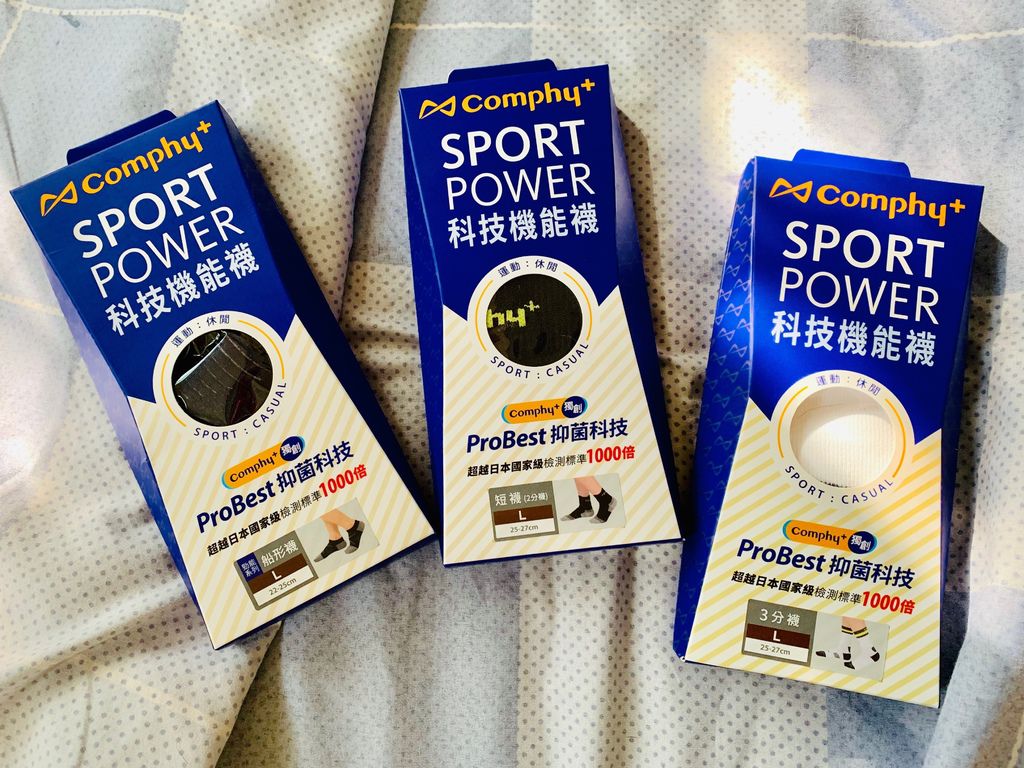 Comphy+
SPORT
POWER
科技機能襪
運動：休閒
SPORT：CASUAL
Comphy+ 獨創
ProBest 抑菌科技
超越日本國家級檢測標準1000倍
勁能系列 船形襪
L
22-25cm
Comphy+
SPORT
POWER
科技機能襪
運動：休閒
hy+
SPORT：CASUAL
Comphy+ 獨創
ProBest 抑菌科技
超越日本國家級檢測標準1000倍
短襪(2分襪)
L
25-27cm
Comphy+
SPORT
POWER
科技機能襪
運動：休閒
SPORT：CASUAL
Comphy+ 獨創
ProBest 抑菌科技
超越日本國家級檢測標準1000倍
3分襪
L
25-27cm